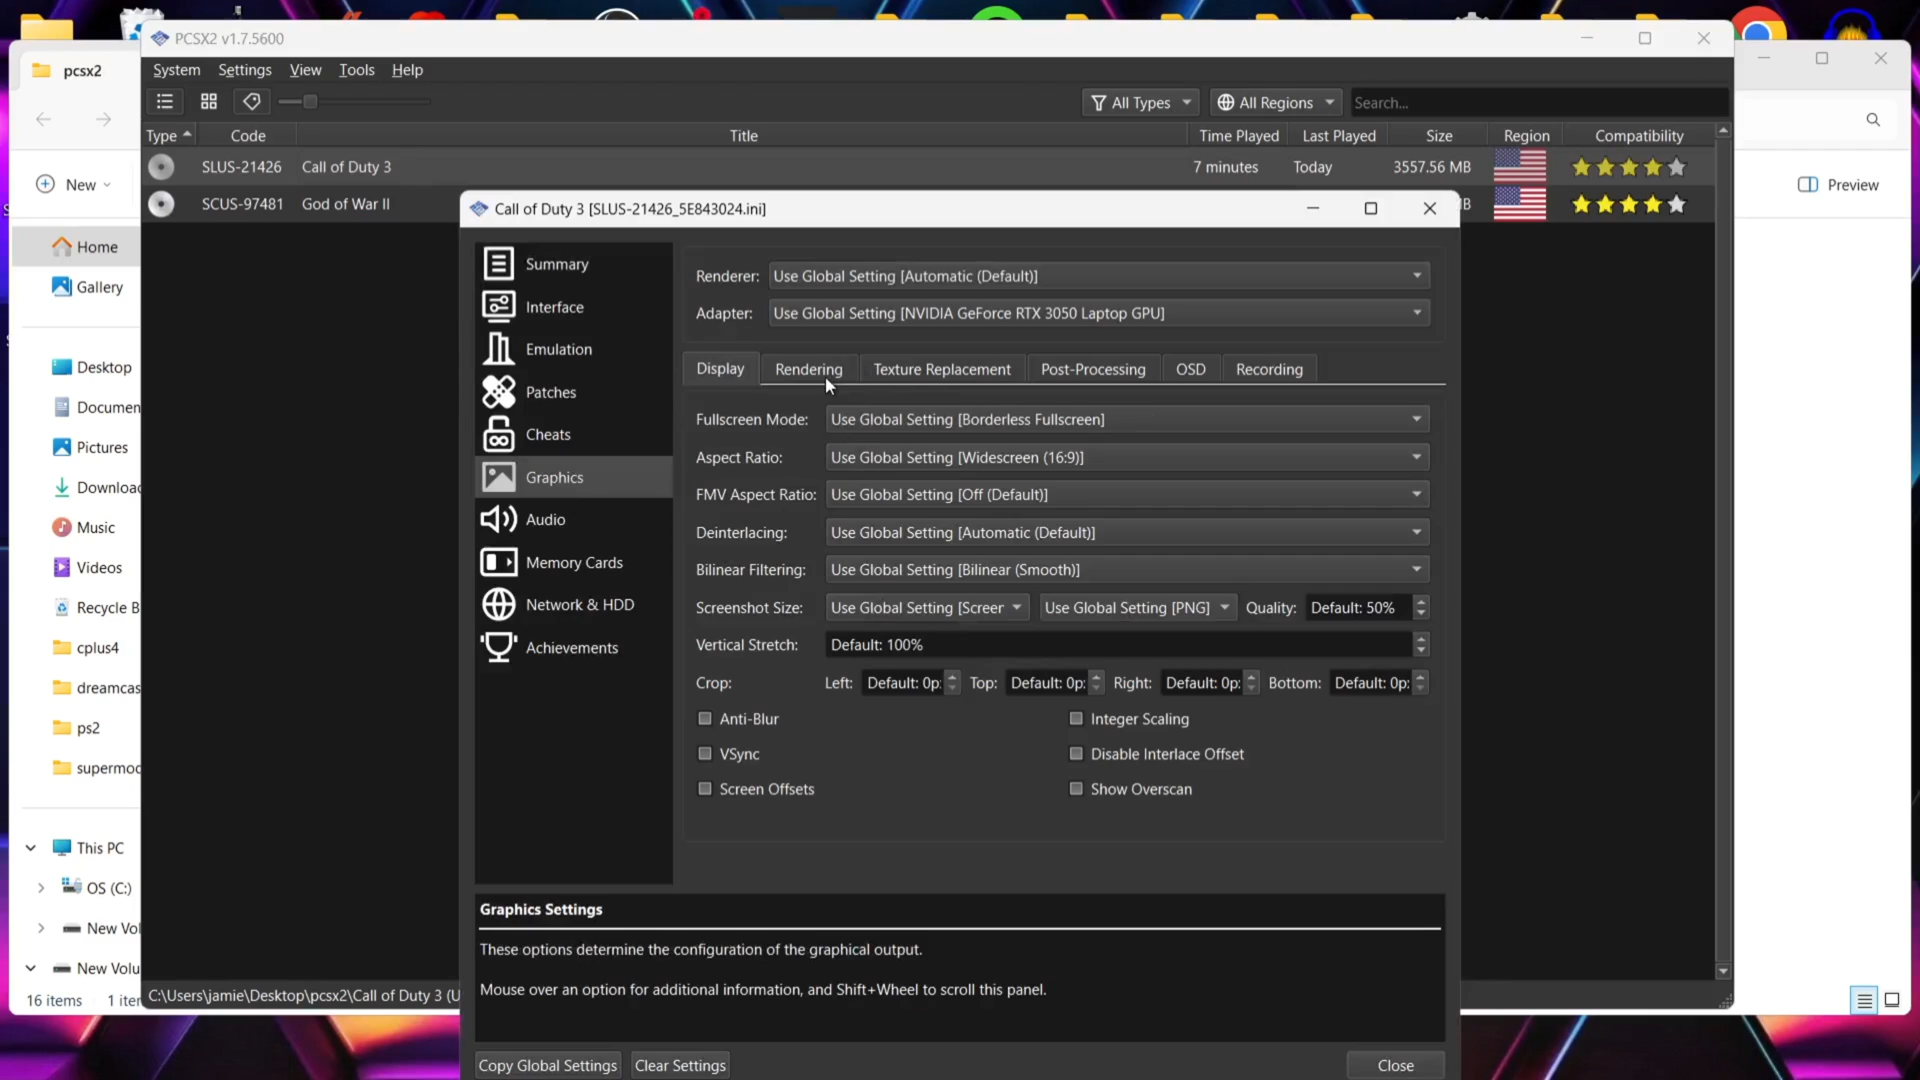 PCSX2 v1.7.5600
pcsx2
System Settings View Tools Help
All Types All Regions Search...
Type Code Title Time Played Last Played Size Region Compatibility
SLUS-21426 Call of Duty 3 7 minutes Today 3557.56 MB
SCUS-97481 God of War II
New
Preview
Home
Gallery
Desktop
Documen
Pictures
Downloa
Music
Videos
Recycle B
cplus4
dreamcas
ps2
supermo
This PC
OS (C:)
New Vol
New Volu
16 items 1 iter
C:\Users\jamie\Desktop\pcsx2\Call of Duty 3 (U
Call of Duty 3 [SLUS-21426_5E843024.ini]
Summary
Interface
Emulation
Patches
Cheats
Graphics
Audio
Memory Cards
Network & HDD
Achievements
Renderer: Use Global Setting [Automatic (Default)]
Adapter: Use Global Setting [NVIDIA GeForce RTX 3050 Laptop GPU]
Display Rendering Texture Replacement Post-Processing OSD Recording
Fullscreen Mode: Use Global Setting [Borderless Fullscreen]
Aspect Ratio: Use Global Setting [Widescreen (16:9)]
FMV Aspect Ratio: Use Global Setting [Off (Default)]
Deinterlacing: Use Global Setting [Automatic (Default)]
Bilinear Filtering: Use Global Setting [Bilinear (Smooth)]
Screenshot Size: Use Global Setting [Screer Use Global Setting [PNG] Quality: Default: 50%
Vertical Stretch: Default: 100%
Crop: Left: Default: 0p: Top: Default: 0p: Right: Default: 0p: Bottom: Default: 0p:
Anti-Blur Integer Scaling
VSync Disable Interlace Offset
Screen Offsets Show Overscan
Graphics Settings
These options determine the configuration of the graphical output.
Mouse over an option for additional information, and Shift+Wheel to scroll this panel.
Copy Global Settings Clear Settings Close